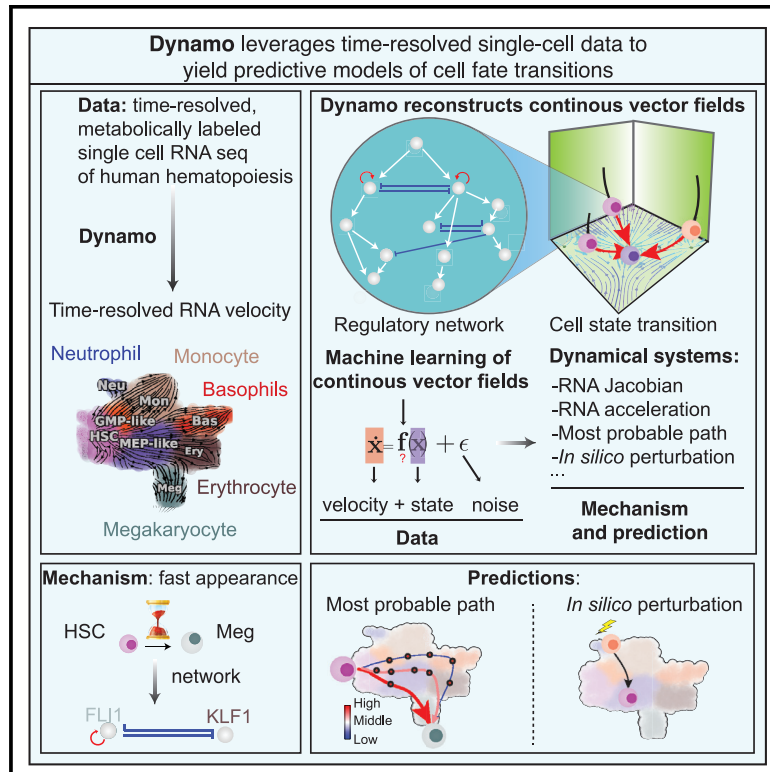 Dynamo leverages time-resolved single-cell data to
yield predictive models of cell fate transitions
Data: time-resolved,
metabolically labeled
single cell RNA seq
of human hematopoiesis
Dynamo
Time-resolved RNA velocity
Neutrophil
Monocyte
Basophils
Neu
Mon
GMP-like
Bas
HSC
MEP-like
Ery
Meg
Erythrocyte
Megakaryocyte
Dynamo reconstructs continous vector fields
Regulatory network
Cell state transition
Machine learning of
continous vector fields
ẋ = f(x) + ϵ
?
velocity + state
noise
Data
Dynamical systems:
-RNA Jacobian
-RNA acceleration
-Most probable path
-In silico perturbation
...
Mechanism
and prediction
Mechanism: fast appearance
HSC
Meg
network
FLI1
KLF1
Predictions:
Most probable path
In silico perturbation
High
Middle
Low